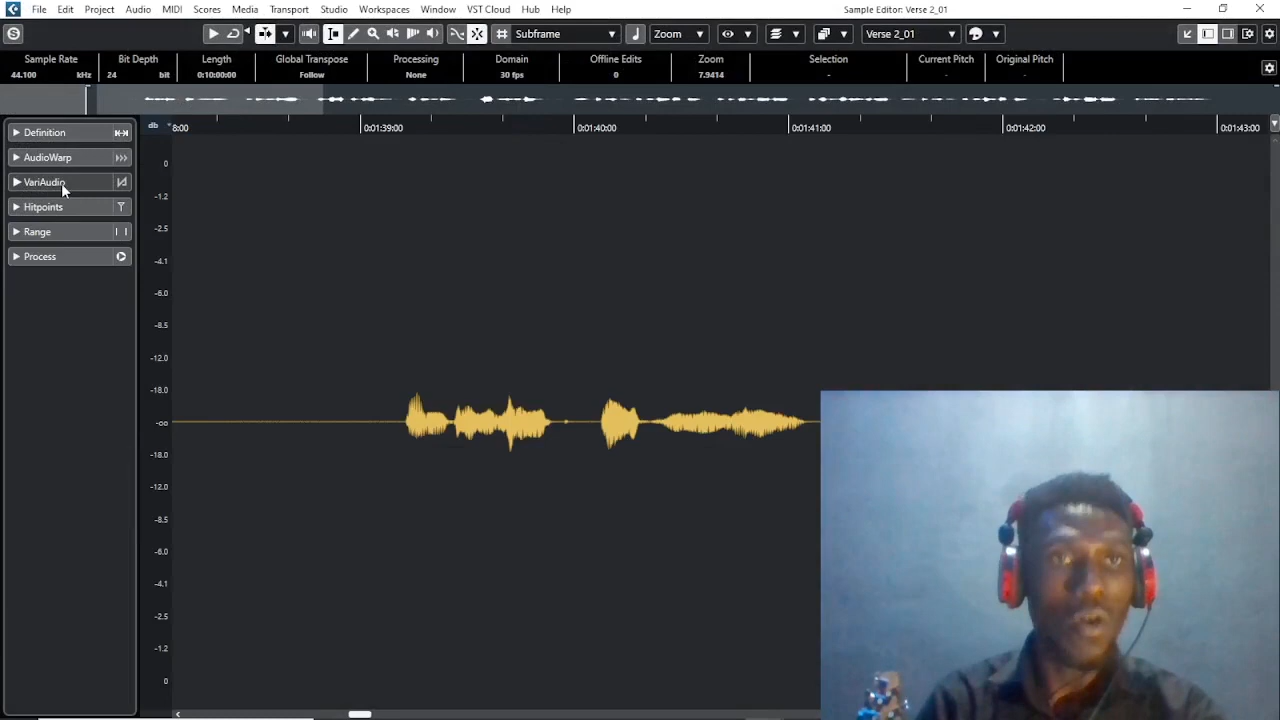 File Edit Project Audio MIDI Scores Media Transport Studio Workspaces Window VST Cloud Hub Help Sample Editor: Verse 2_01
Subframe Zoom Verse 2_01
Sample Rate Bit Depth Length Global Transpose Processing Domain Offline Edits Zoom Selection Current Pitch Original Pitch
44.100 kHz 24 bit 0:10:00:00 Follow None 30 fps 0 7.9414 - - -
db 8:00 0:01:39:00 0:01:40:00 0:01:41:00 0:01:42:00 0:01:43:00
Definition
AudioWarp
VariAudio
Hitpoints
Range
Process
0
-1.2
-2.5
-4.1
-6.0
-8.5
-12.0
-18.0
-oo
-18.0
-12.0
-8.5
-6.0
-4.1
-2.5
-1.2
0